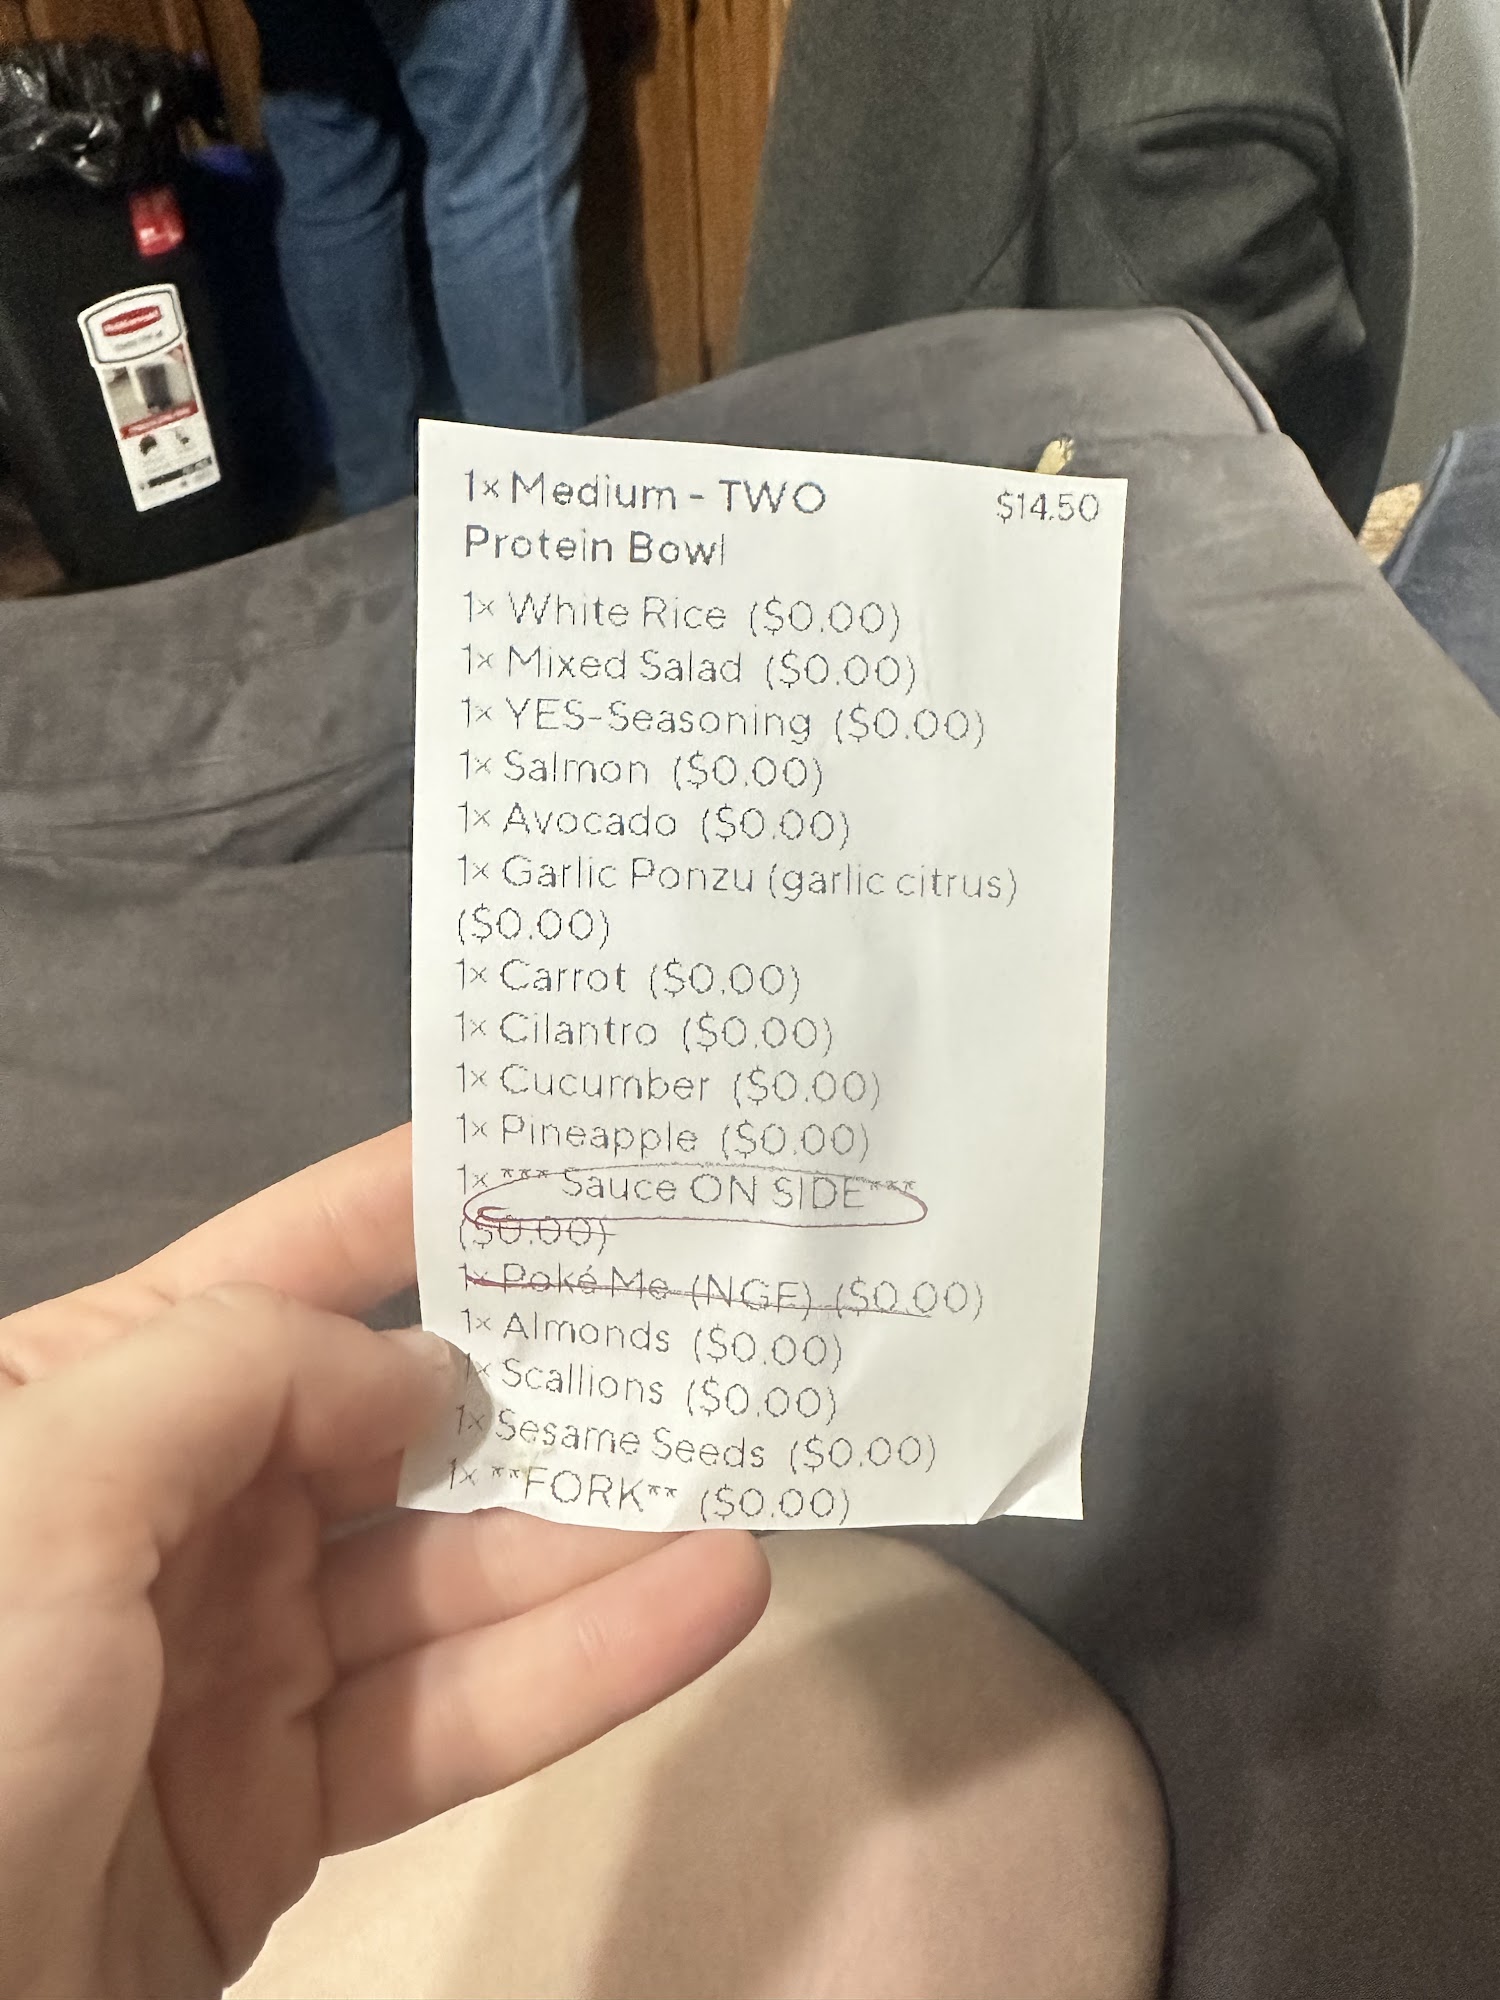 1x Medium - TWO $14.50
Protein Bowl
1x White Rice ($0.00)
1x Mixed Salad ($0.00)
1x YES-Seasoning ($0.00)
1x Salmon ($0.00)
1x Avocado ($0.00)
1x Garlic Ponzu (garlic citrus)
($0.00)
1x Carrot ($0.00)
1x Cilantro ($0.00)
1x Cucumber ($0.00)
1x Pineapple ($0.00)
1x *** Sauce ON SIDE***
($0.00)
1x Poké Me (NGF) ($0.00)
1x Almonds ($0.00)
1x Scallions ($0.00)
1x Sesame Seeds ($0.00)
1x **FORK** ($0.00)